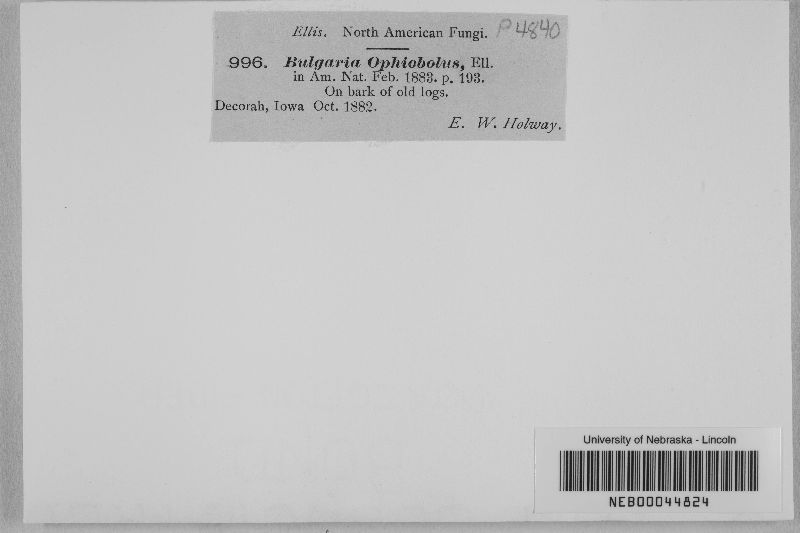 Ellis. North American Fungi. P4840
996. Bulgaria Ophiobolus, Ell.
in Am. Nat. Feb. 1883. p. 193.
On bark of old logs.
Decorah, Iowa Oct. 1882.
E. W. Holway.
University of Nebraska - Lincoln
NEB00044824